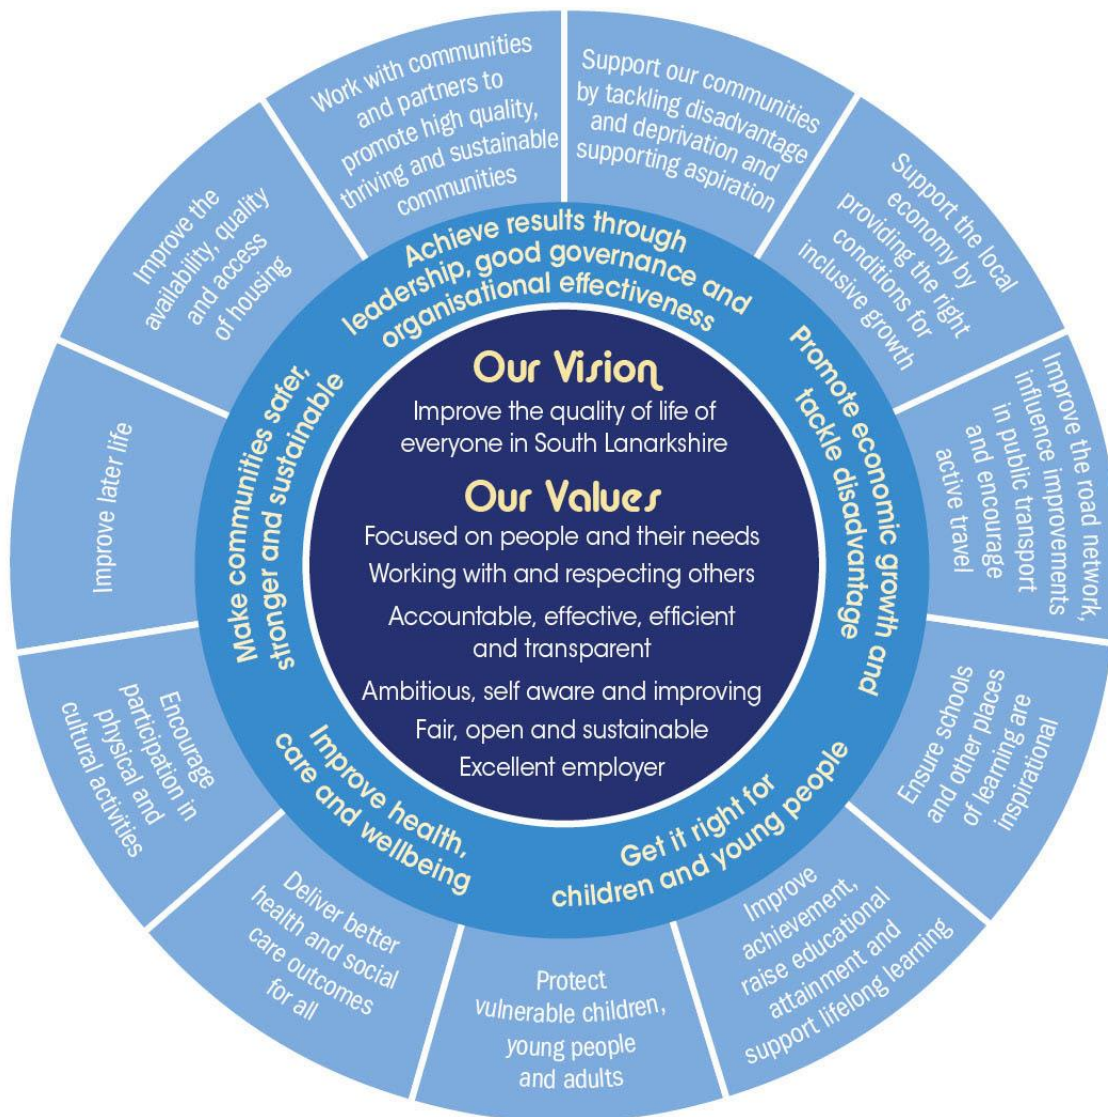 Our Vision
Improve the quality of life of
everyone in South Lanarkshire
Our Values
Focused on people and their needs
Working with and respecting others
Accountable, effective, efficient
and transparent
Ambitious, self aware and improving
Fair, open and sustainable
Excellent employer
Achieve results through
leadership, good governance and
organisational effectiveness
Promote economic growth and
tackle disadvantage
Get it right for
children and young people
Improve health,
care and wellbeing
Make communities safer,
stronger and sustainable
Support our communities
by tackling disadvantage
and deprivation and
supporting aspiration
Support the local
economy by
providing the right
conditions for
inclusive growth
Improve the road network,
influence improvements
in public transport
and encourage
active travel
Ensure schools
and other places
of learning are
inspirational
Improve
achievement,
raise educational
attainment and
support lifelong learning
Protect
vulnerable children,
young people
and adults
Deliver better
health and social
care outcomes
for all
Encourage
participation in
physical and
cultural activities
Improve later life
Improve the
availability, quality
and access
of housing
Work with communities
and partners to
promote high quality,
thriving and sustainable
communities